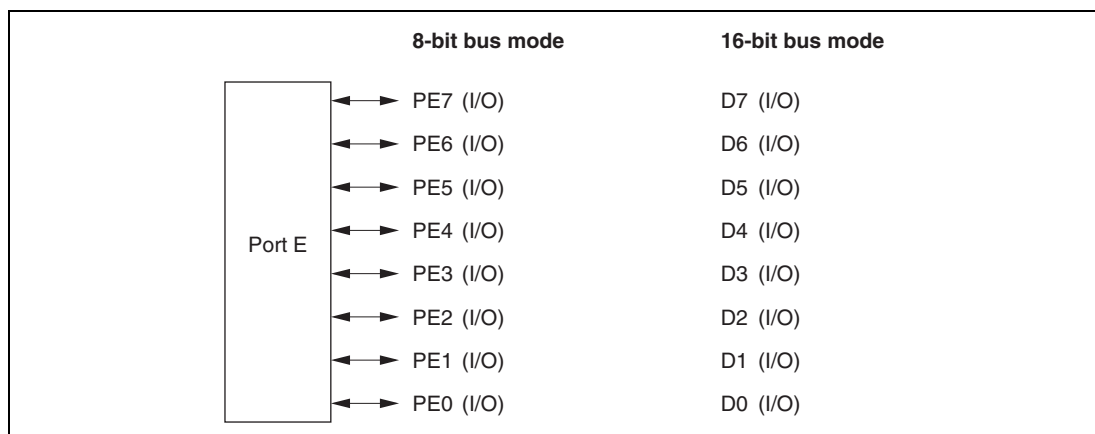 8-bit bus mode 16-bit bus mode
PE7 (I/O) D7 (I/O)
PE6 (I/O) D6 (I/O)
PE5 (I/O) D5 (I/O)
PE4 (I/O) D4 (I/O)
Port E
PE3 (I/O) D3 (I/O)
PE2 (I/O) D2 (I/O)
PE1 (I/O) D1 (I/O)
PE0 (I/O) D0 (I/O)